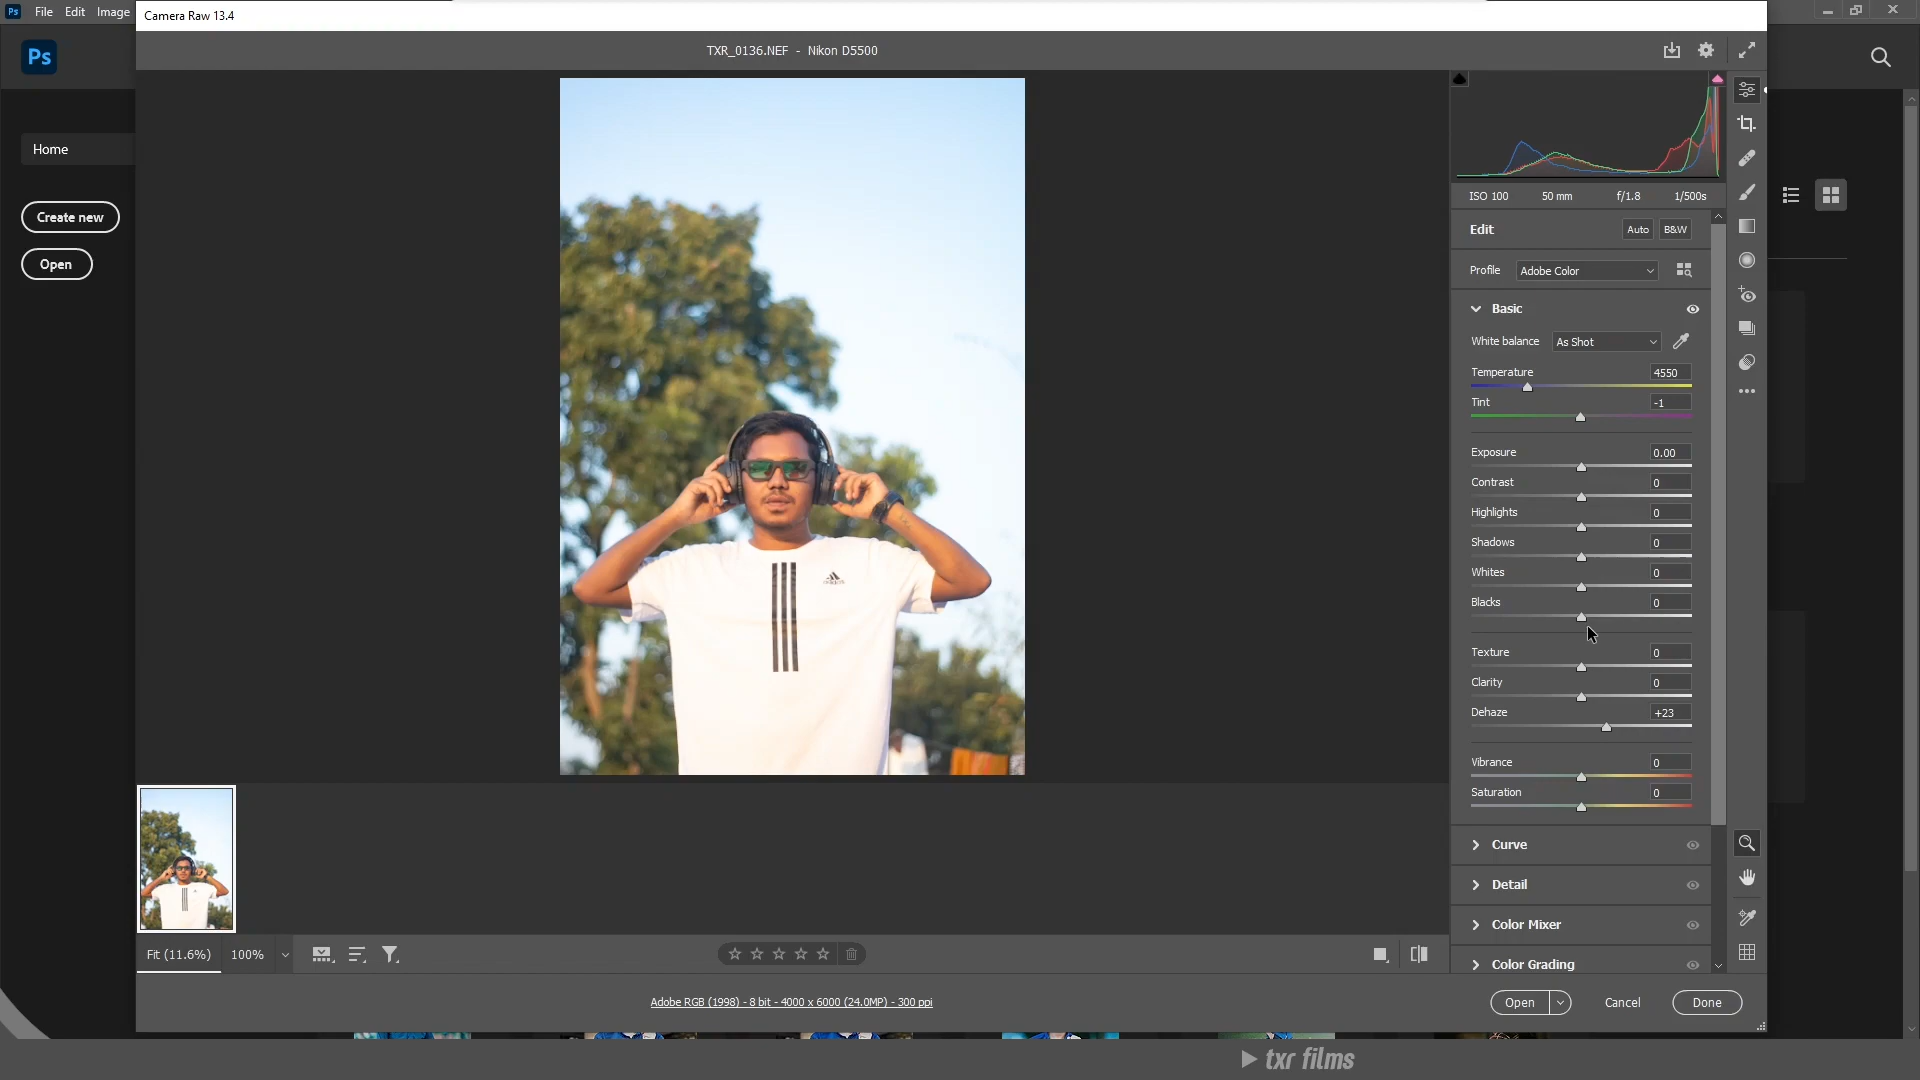 Ps File Edit Image
Camera Raw 13.4
TXR_0136.NEF - Nikon D5500
Ps
Home
Create new
Open
ISO 100 50 mm f/1.8 1/500s
Edit Auto B&W
Profile Adobe Color
Basic
White balance As Shot
Temperature 4550
Tint -1
Exposure 0.00
Contrast 0
Highlights 0
Shadows 0
Whites 0
Blacks 0
Texture 0
Clarity 0
Dehaze +23
Vibrance 0
Saturation 0
Curve
Detail
Color Mixer
Color Grading
Fit (11.6%) 100%
Adobe RGB (1998) - 8 bit - 4000 x 6000 (24.0MP) - 300 ppi
Open Cancel Done
txr films